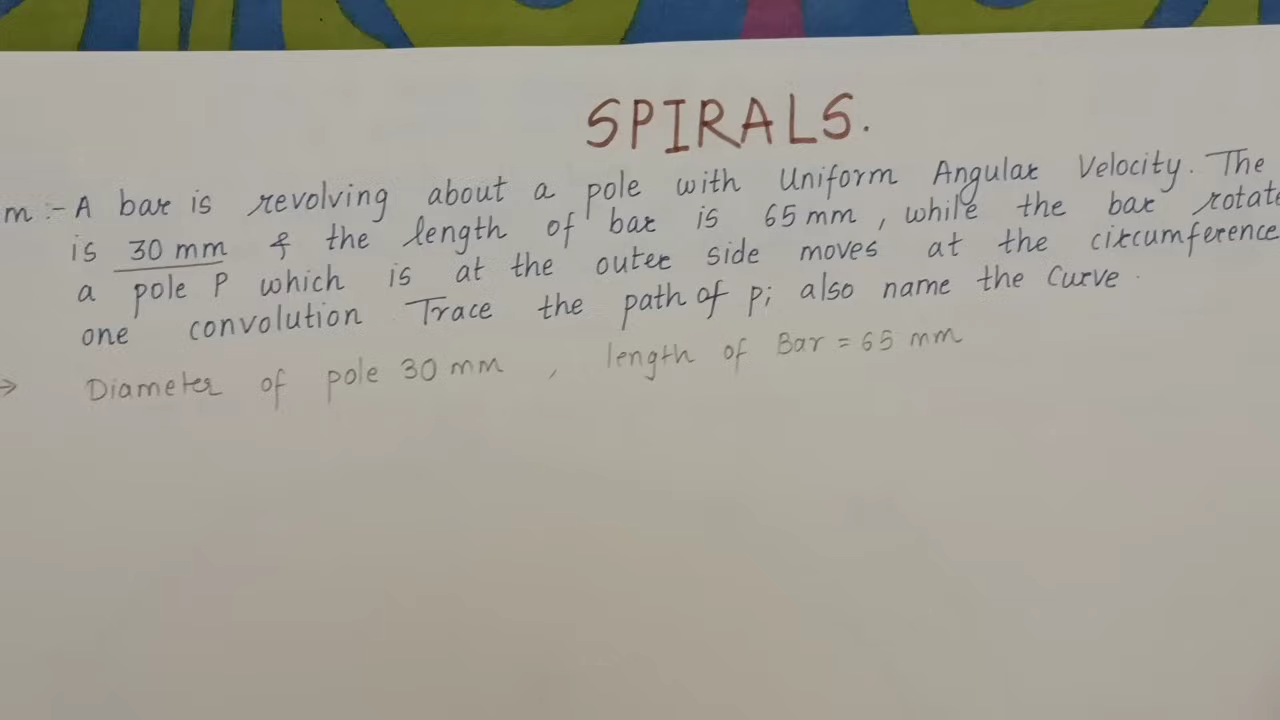 SPIRALS.
m :- A bar is revolving about a pole with Uniform Angular Velocity. The
is 30 mm & the length of bar is 65 mm, while the bar rotate
a pole P which is at the outer side moves at the circumference
one convolution Trace the path of P; also name the Curve.
→ Diameter of pole 30 mm, length of Bar = 65 mm